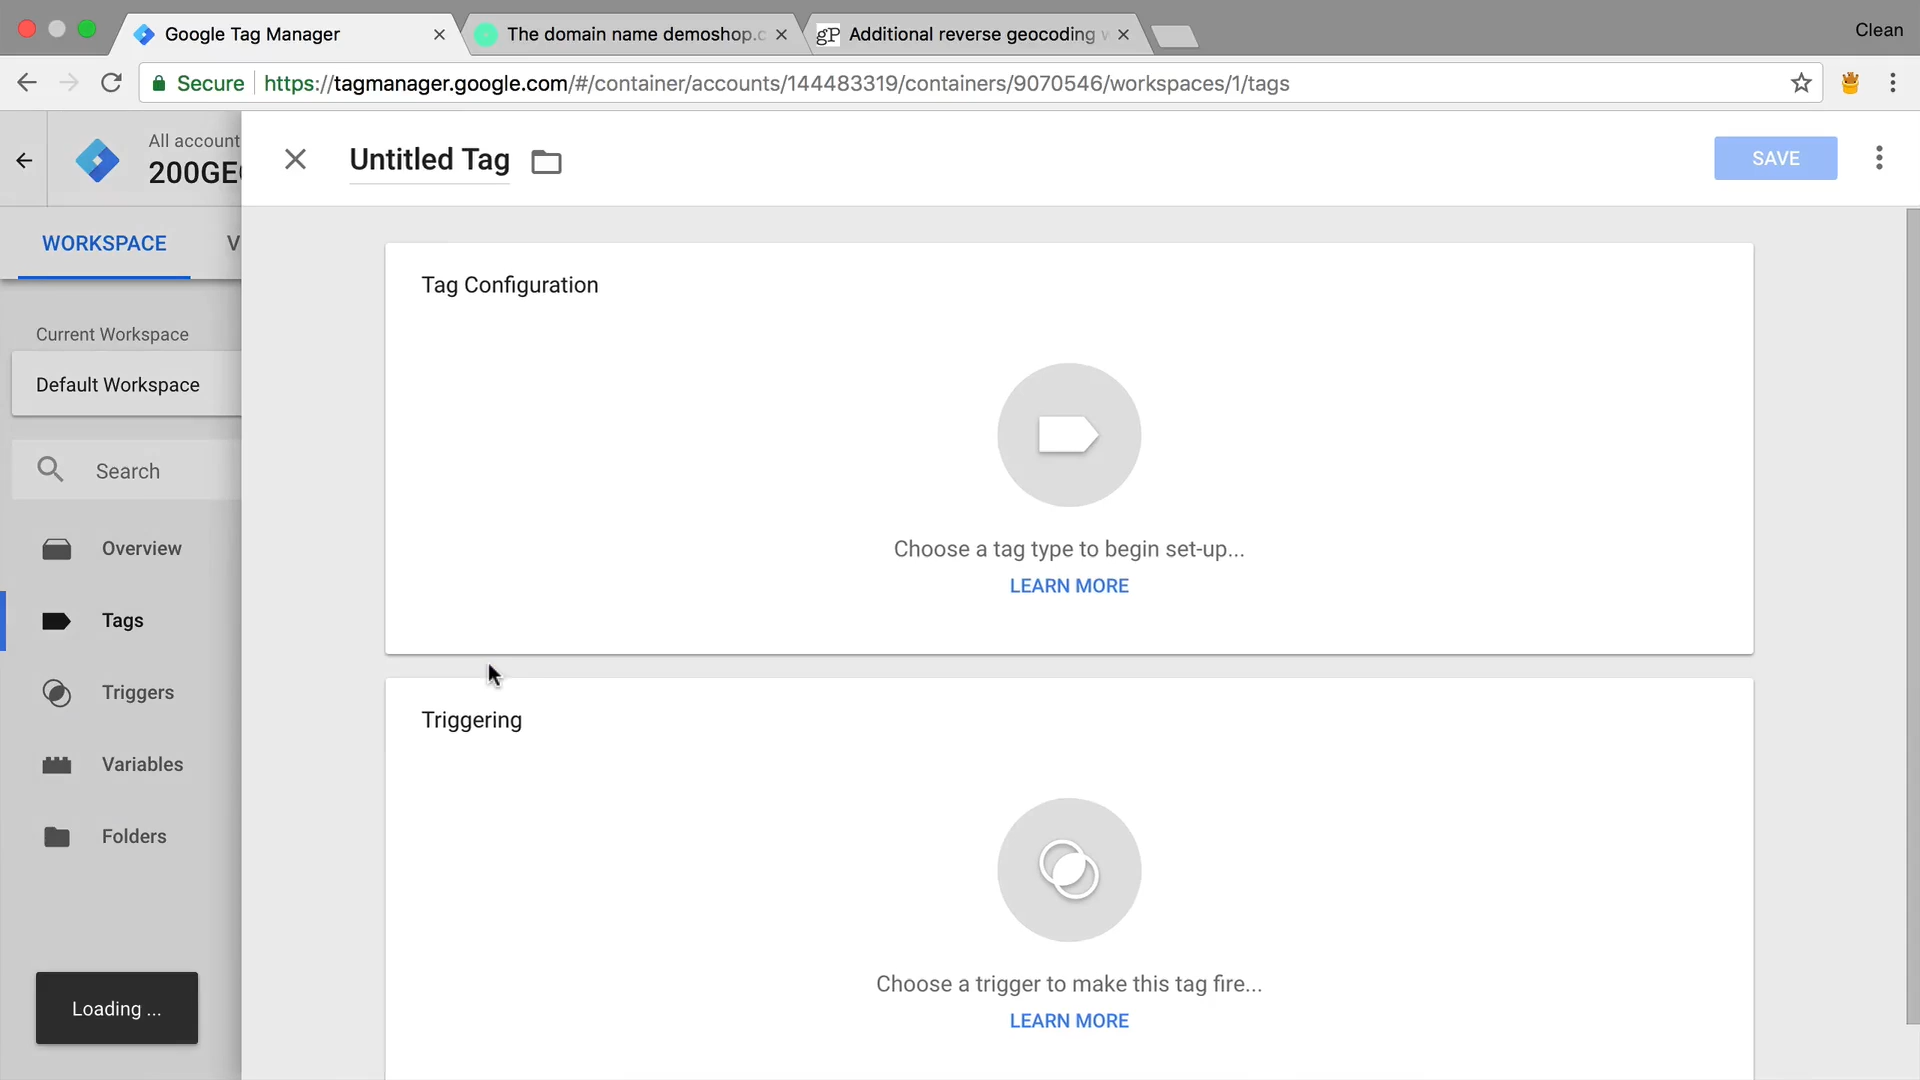 Google Tag Manager
The domain name demoshop.c
gP Additional reverse geocoding
Clean
Secure
https://tagmanager.google.com/#/container/accounts/144483319/containers/9070546/workspaces/1/tags
All account
200GE
Untitled Tag
SAVE
WORKSPACE
V
Tag Configuration
Current Workspace
Default Workspace
Search
Choose a tag type to begin set-up...
LEARN MORE
Overview
Tags
Triggers
Variables
Folders
Triggering
Choose a trigger to make this tag fire...
LEARN MORE
Loading ...